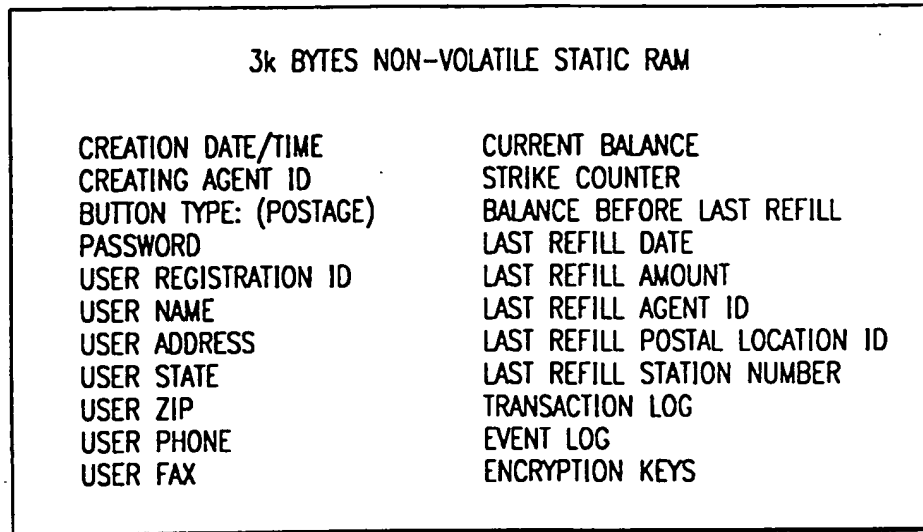 3k BYTES NON-VOLATILE STATIC RAM
CREATION DATE/TIME
CREATING AGENT ID
BUTTON TYPE: (POSTAGE)
PASSWORD
USER REGISTRATION ID
USER NAME
USER ADDRESS
USER STATE
USER ZIP
USER PHONE
USER FAX
CURRENT BALANCE
STRIKE COUNTER
BALANCE BEFORE LAST REFILL
LAST REFILL DATE
LAST REFILL AMOUNT
LAST REFILL AGENT ID
LAST REFILL POSTAL LOCATION ID
LAST REFILL STATION NUMBER
TRANSACTION LOG
EVENT LOG
ENCRYPTION KEYS